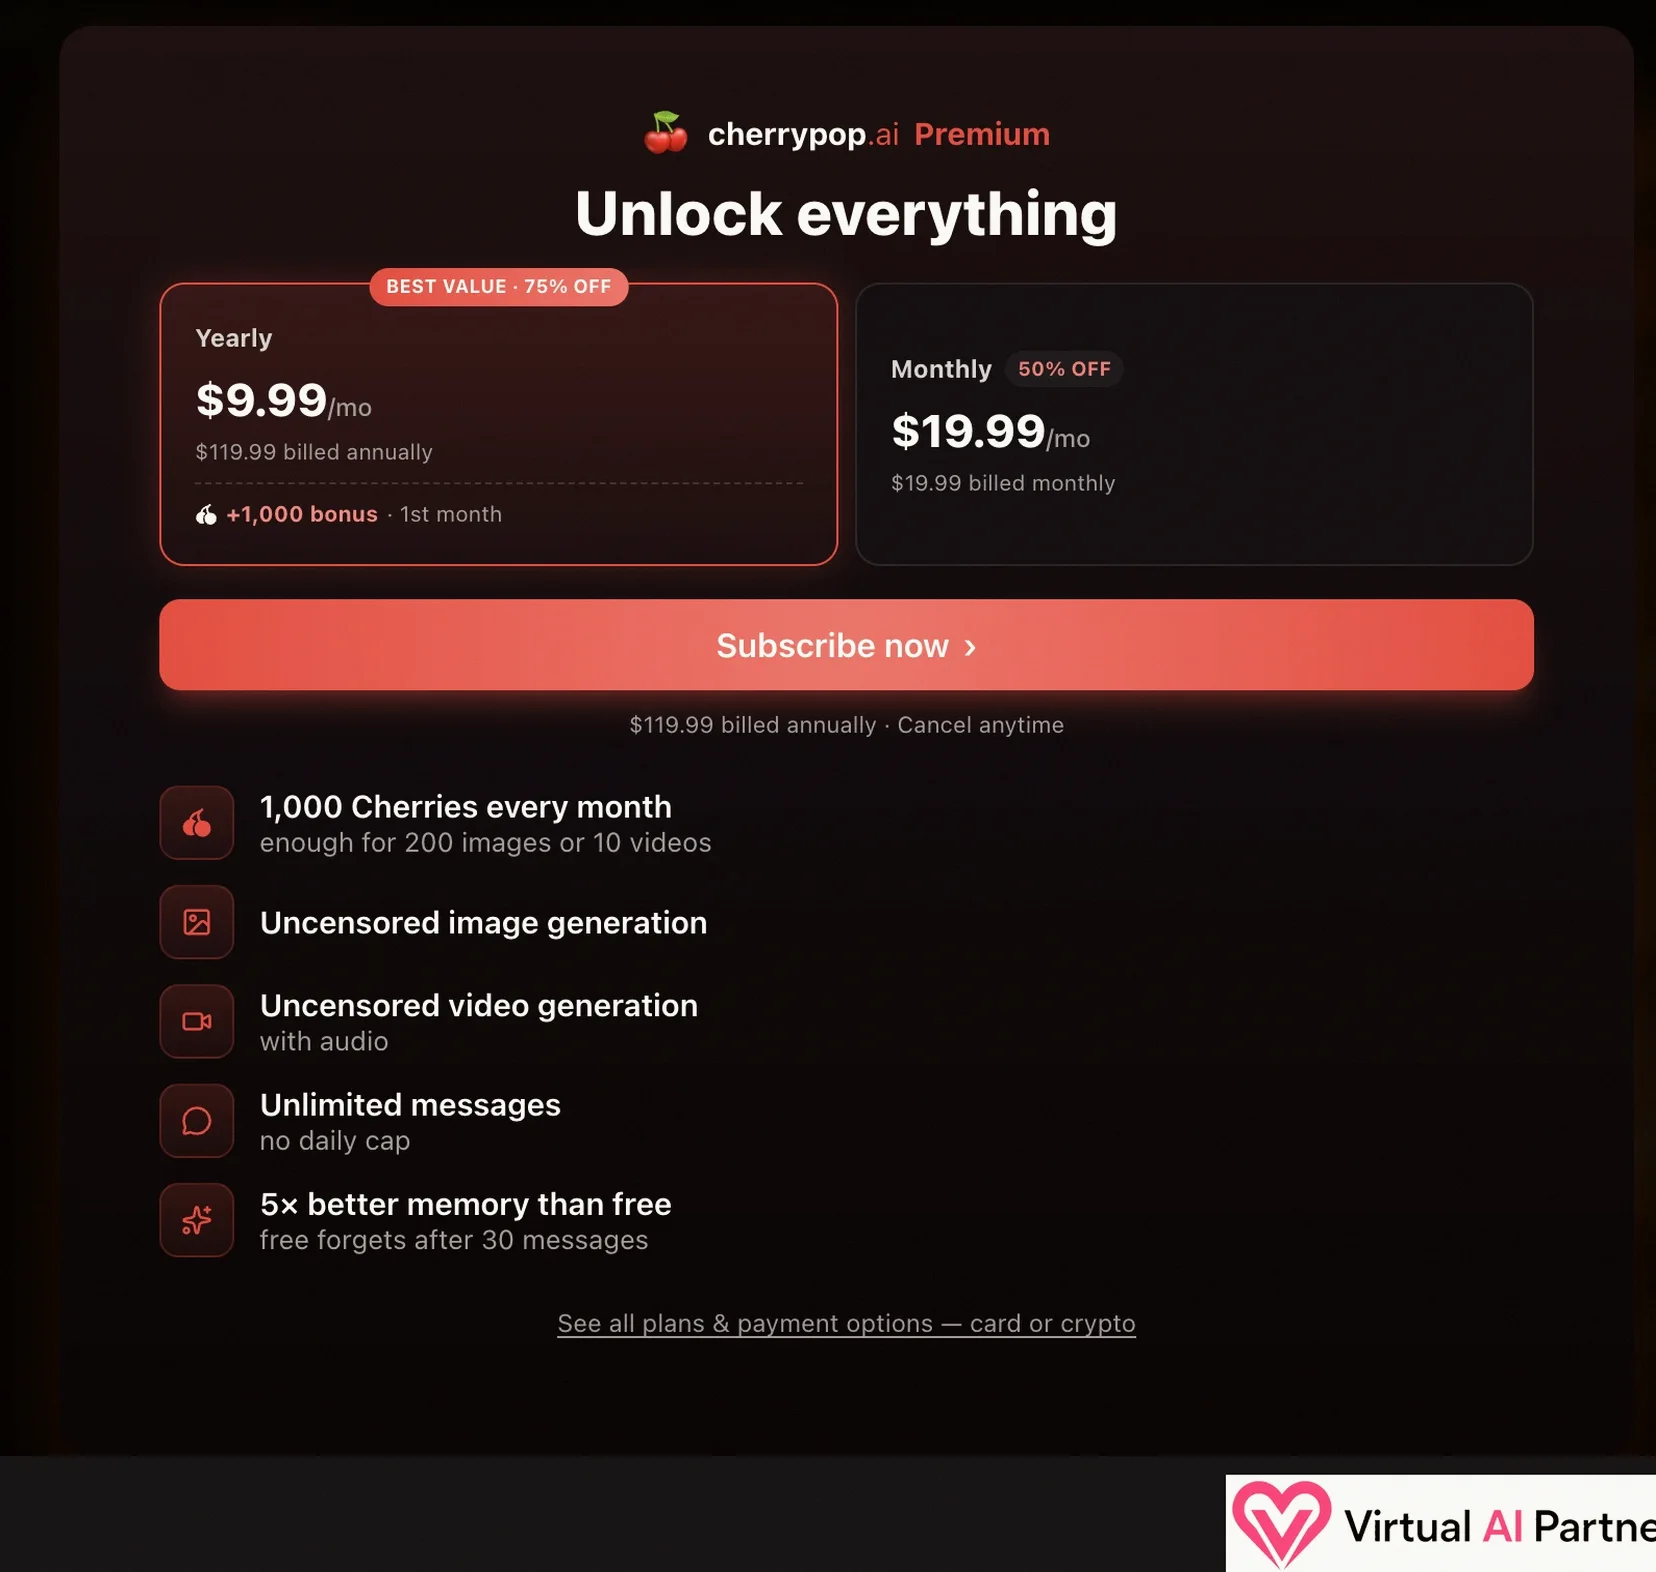 cherrypop.ai Premium
Unlock everything
BEST VALUE · 75% OFF
Yearly
$9.99/mo
$119.99 billed annually
+1,000 bonus · 1st month
Monthly 50% OFF
$19.99/mo
$19.99 billed monthly
Subscribe now ›
$119.99 billed annually · Cancel anytime
1,000 Cherries every month
enough for 200 images or 10 videos
Uncensored image generation
Uncensored video generation
with audio
Unlimited messages
no daily cap
5× better memory than free
free forgets after 30 messages
See all plans & payment options — card or crypto
Virtual AI Partne